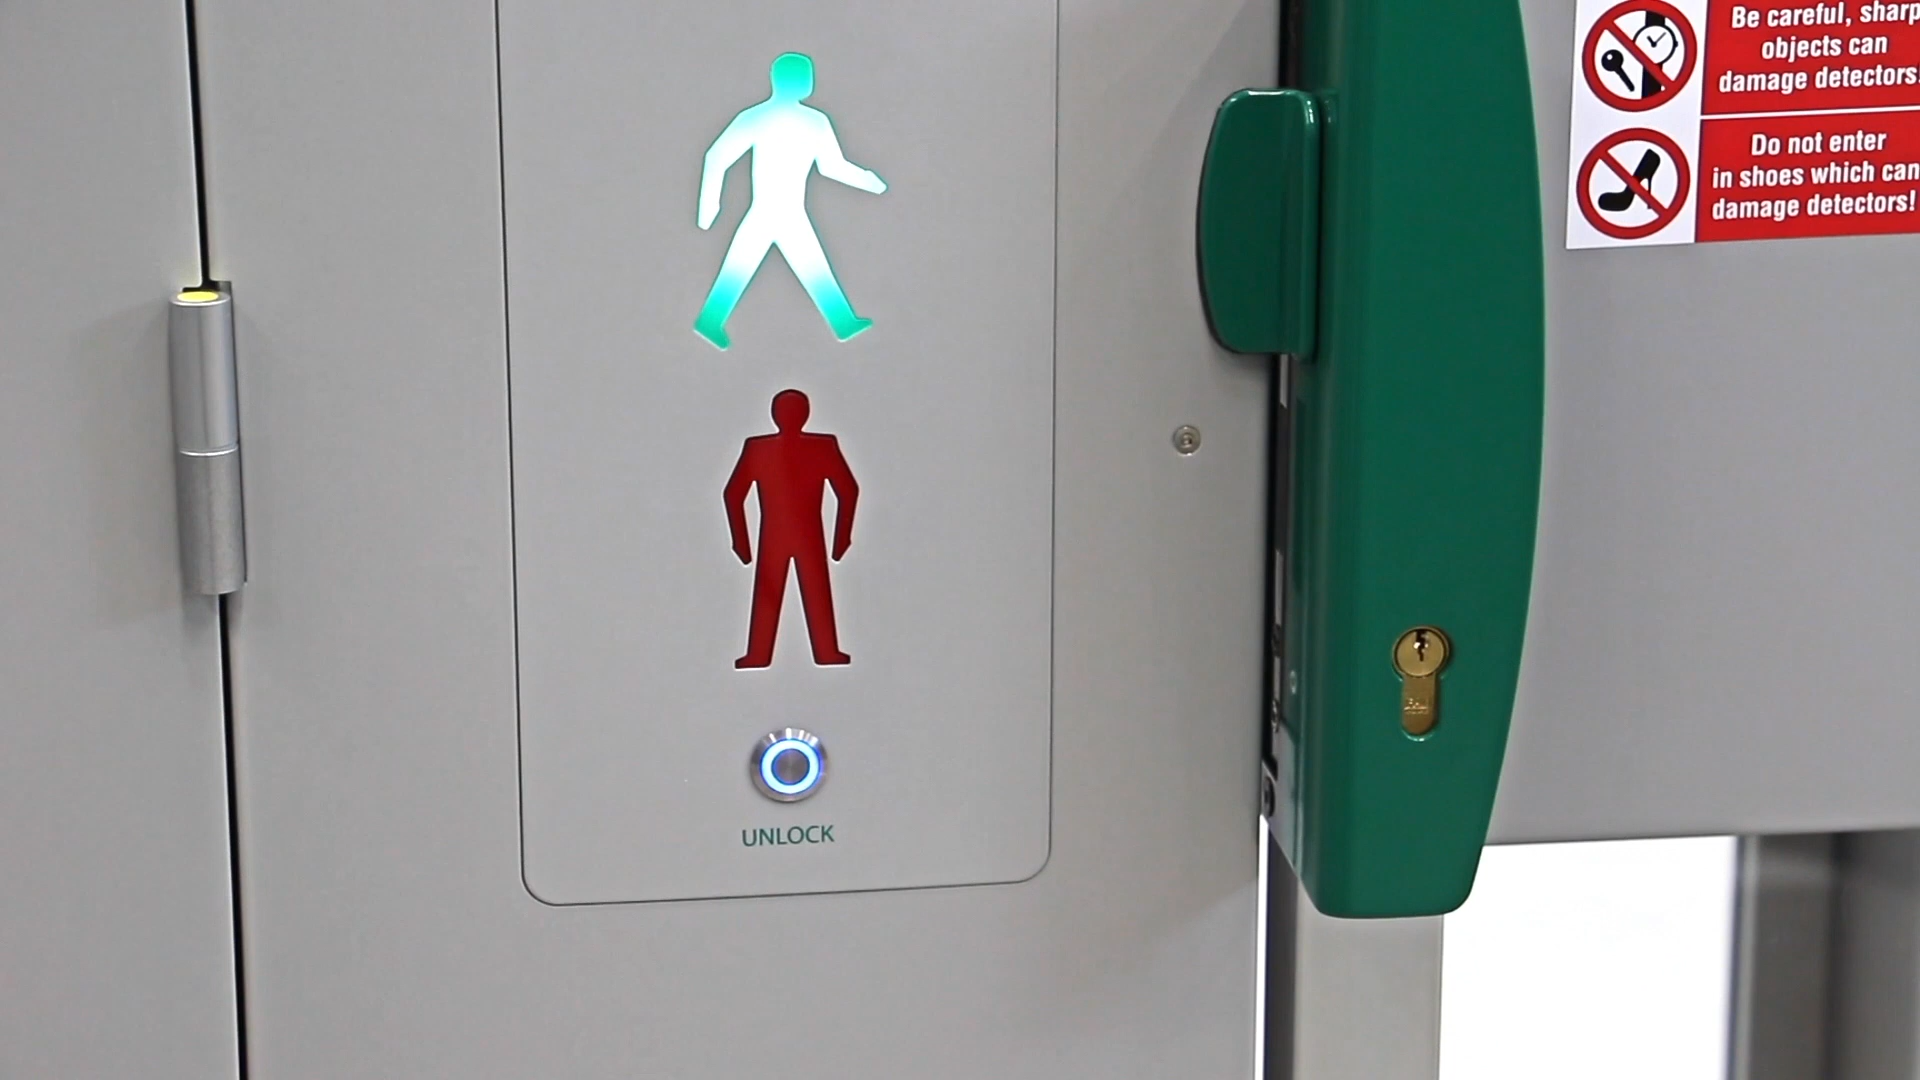 Be careful, sharp
objects can
damage detectors!
Do not enter
in shoes which can
damage detectors!
UNLOCK